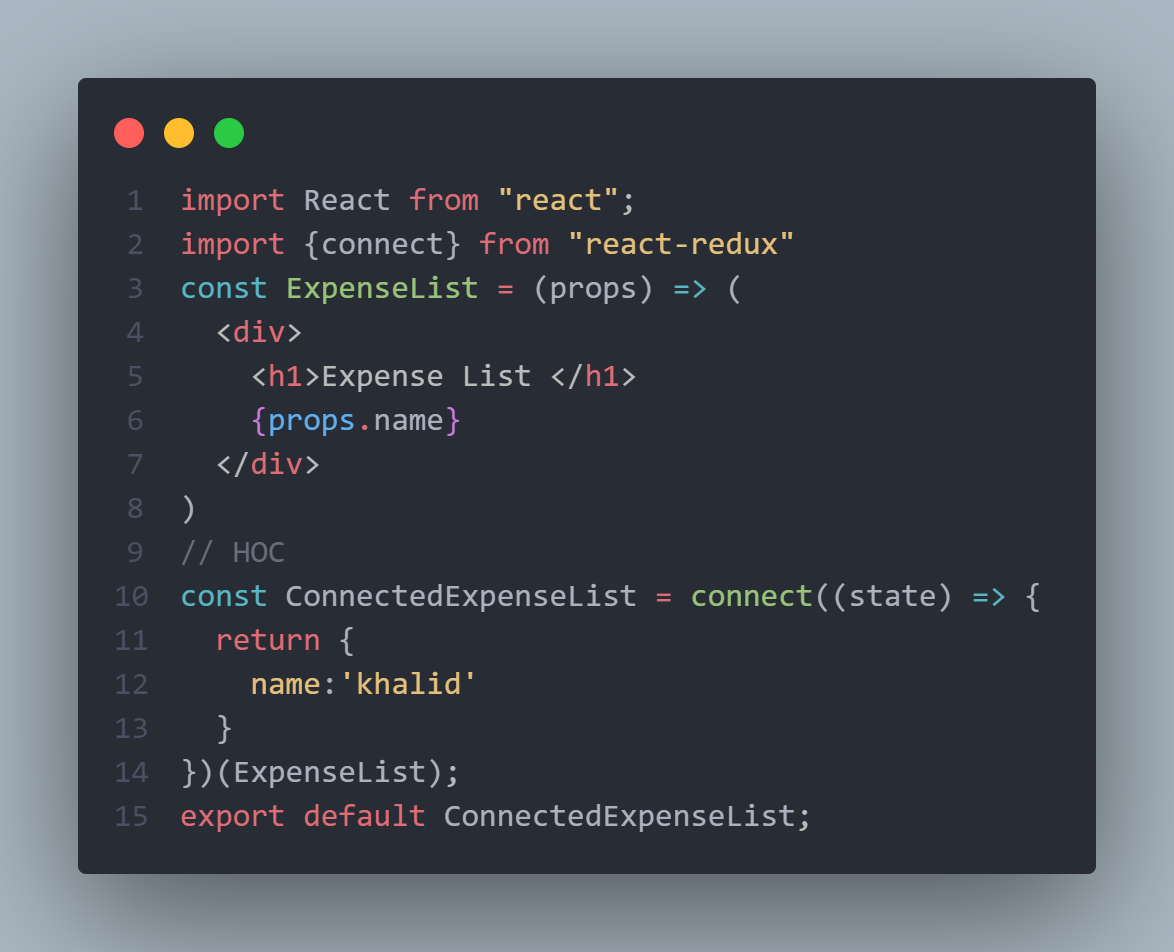 1 import React from "react";
2 import {connect} from "react-redux"
3 const ExpenseList = (props) => (
4   <div>
5     <h1>Expense List </h1>
6     {props.name}
7   </div>
8 )
9 // HOC
10 const ConnectedExpenseList = connect((state) => {
11   return {
12     name:'khalid'
13   }
14 })(ExpenseList);
15 export default ConnectedExpenseList;